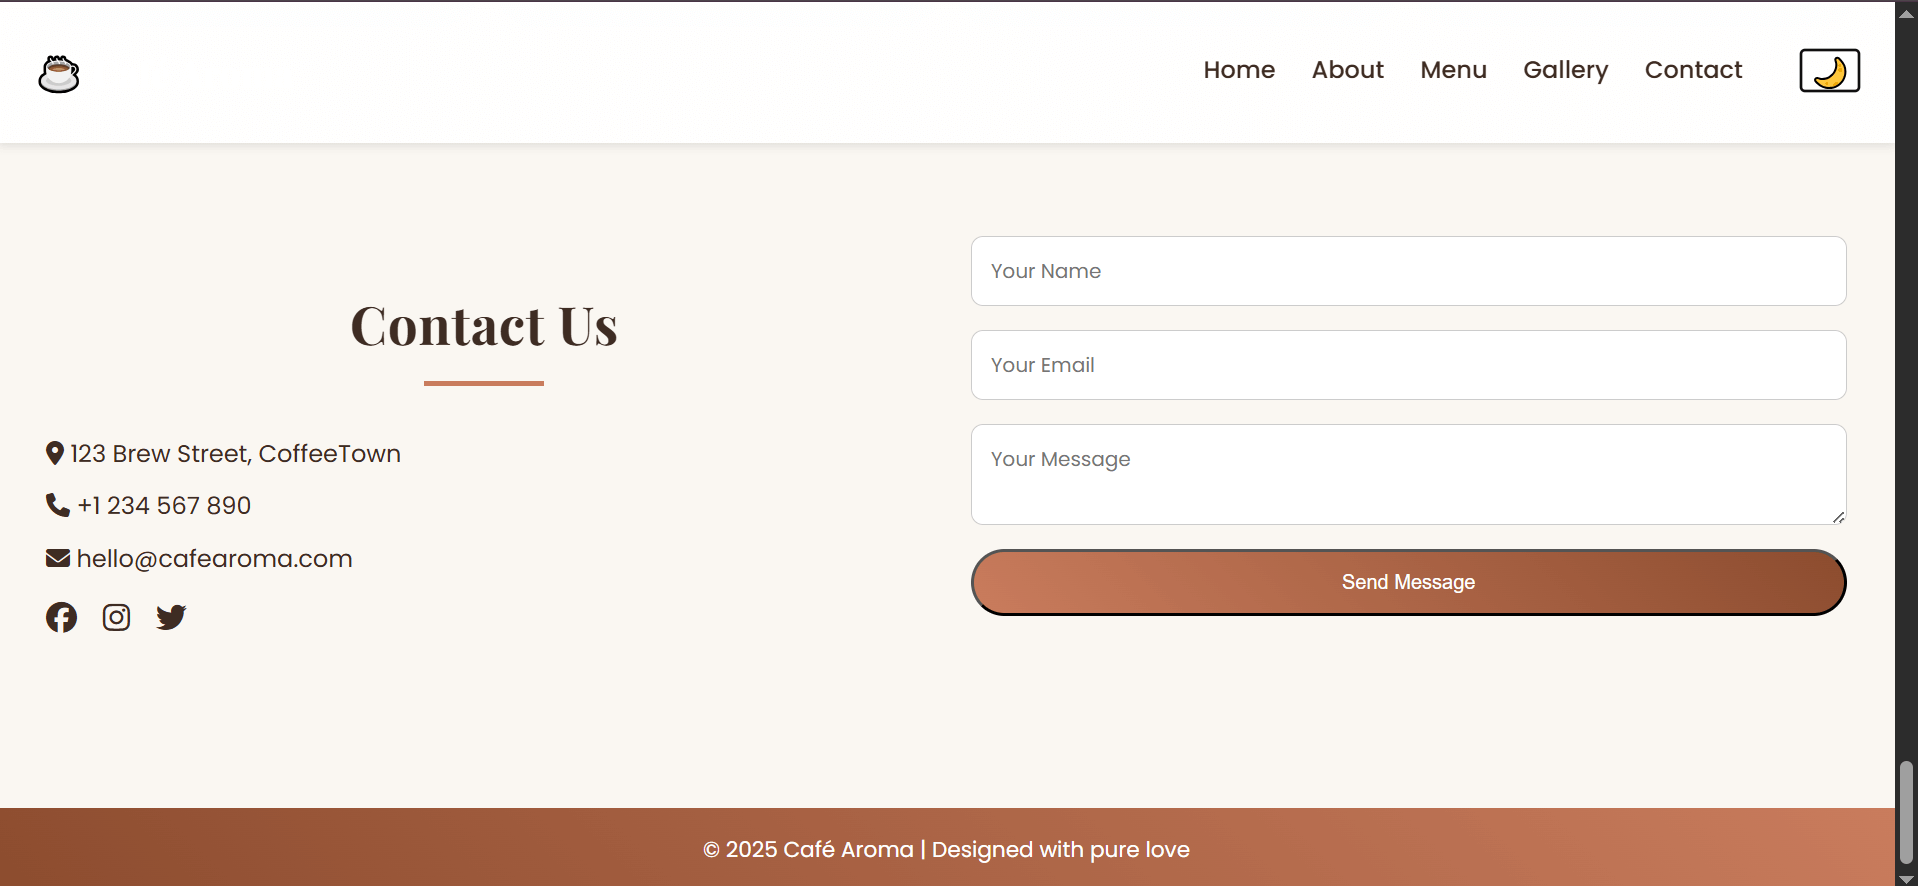 Home About Menu Gallery Contact
Contact Us
123 Brew Street, CoffeeTown
+1 234 567 890
hello@cafearoma.com
Your Name
Your Email
Your Message
Send Message
© 2025 Café Aroma | Designed with pure love